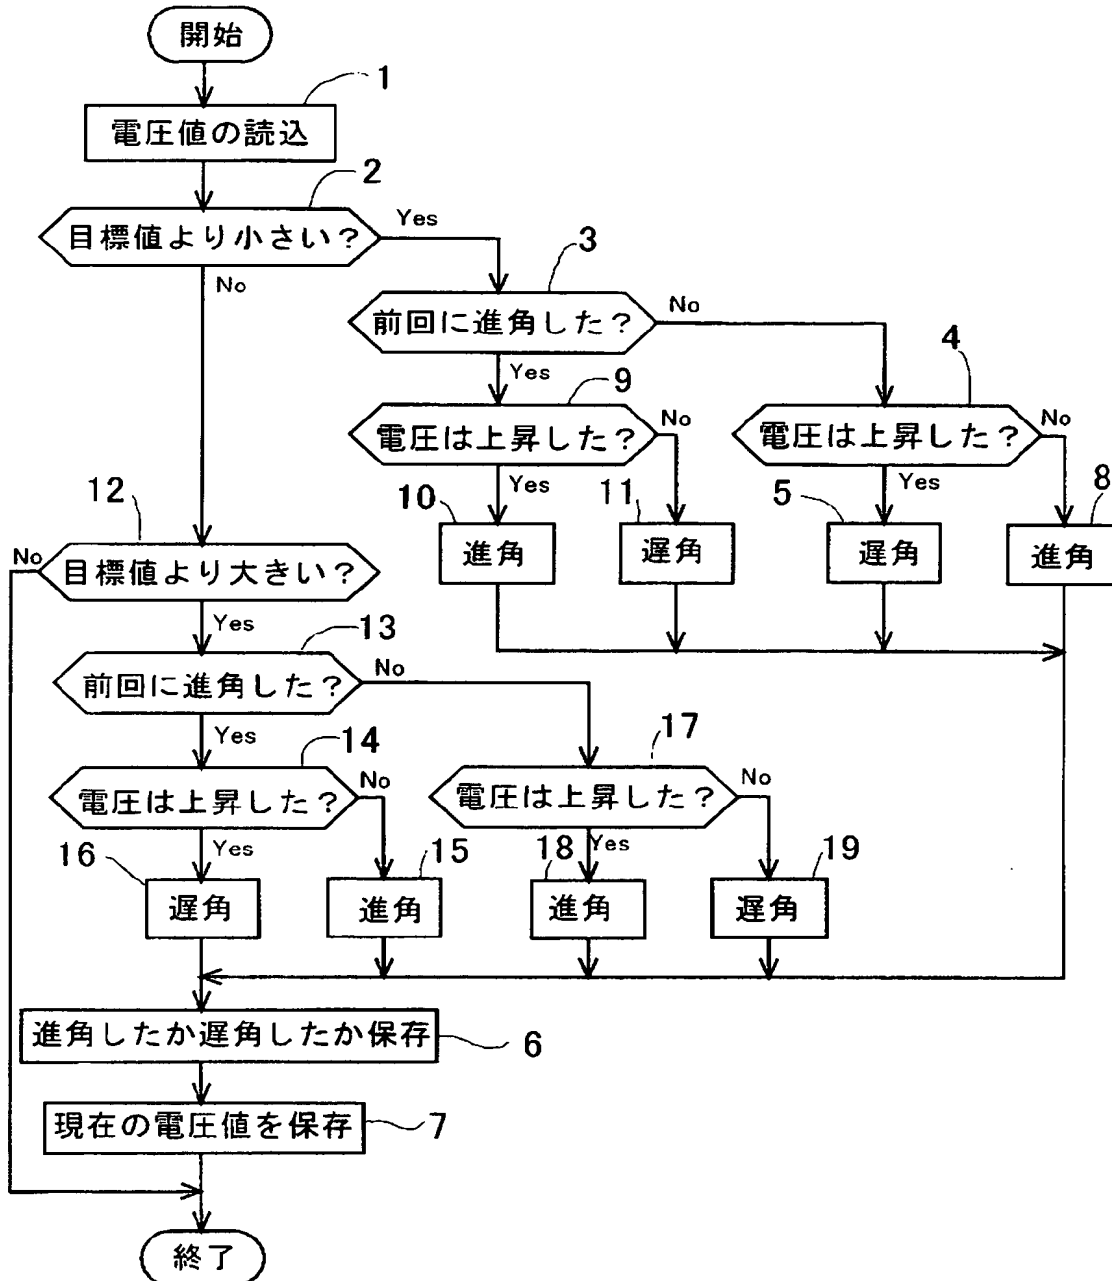 開始
1
電圧値の読込
2
目標値より小さい?
Yes
No
3
前回に進角した?
No
Yes
4
9
電圧は上昇した?
No
電圧は上昇した?
No
Yes
Yes
10
進角
11
遅角
5
遅角
8
進角
12
No
目標値より大きい?
Yes
13
前回に進角した?
No
Yes
14
電圧は上昇した?
No
17
電圧は上昇した?
No
Yes
Yes
16
遅角
15
進角
18
進角
19
遅角
進角したか遅角したか保存
6
現在の電圧値を保存
7
終了